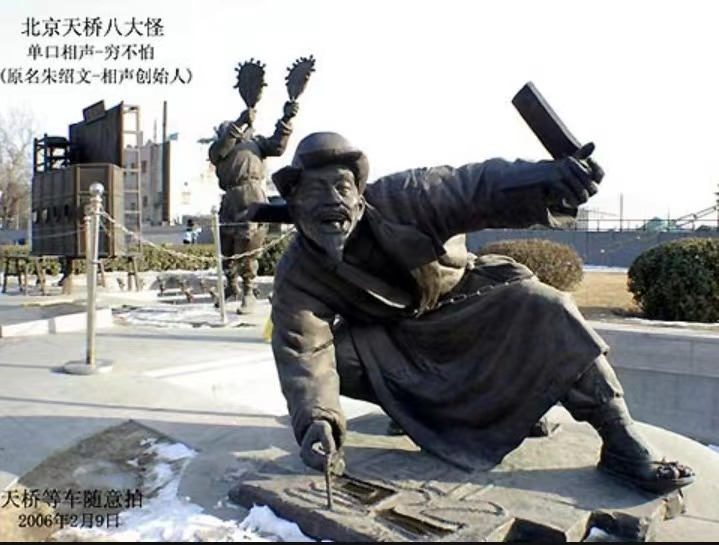 北京天桥八大怪
单口相声-穷不怕
(原名朱绍文-相声创始人)
天桥等车随意拍
2006年2月9日